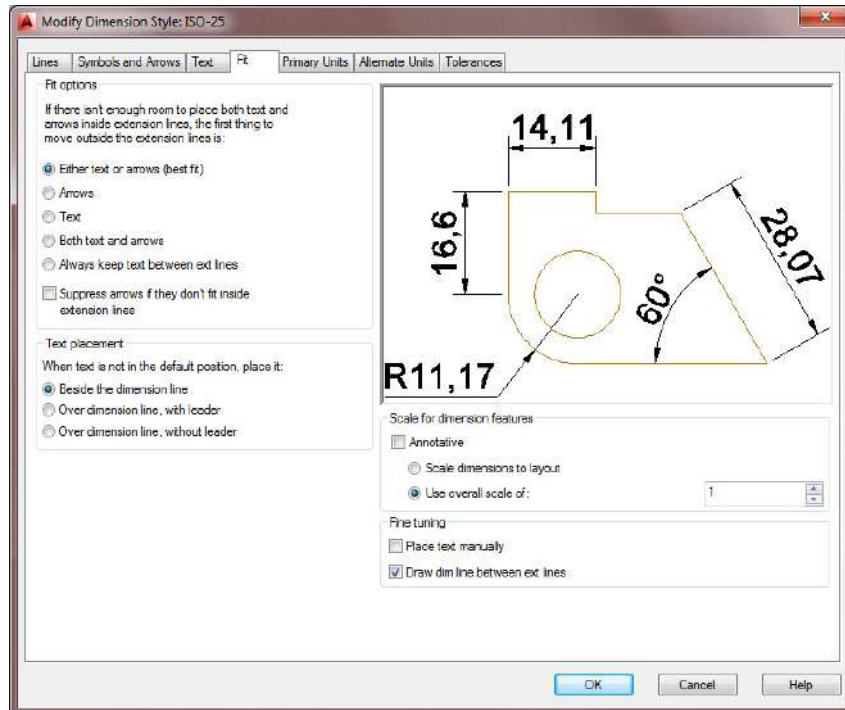 Modify Dimension Style: ISO-25
Lines Symbols and Arrows Text Fit Primary Units Alternate Units Tolerances
Fit options
If there isn't enough room to place both text and
arrows inside extension lines, the first thing to
move outside the extension lines is:
Either text or arrows (best fit)
Arrows
Text
Both text and arrows
Always keep text between ext lines
Suppress arrows if they don't fit inside
extension lines
Text placement
When text is not in the default position, place it:
Beside the dimension line
Over dimension line, with leader
Over dimension line, without leader
14,11
16,6
28,07
60°
R11,17
Scale for dimension features
Annotative
Scale dimensions to layout
Use overall scale of: 1
Fine tuning
Place text manually
Draw dim line between ext lines
OK Cancel Help